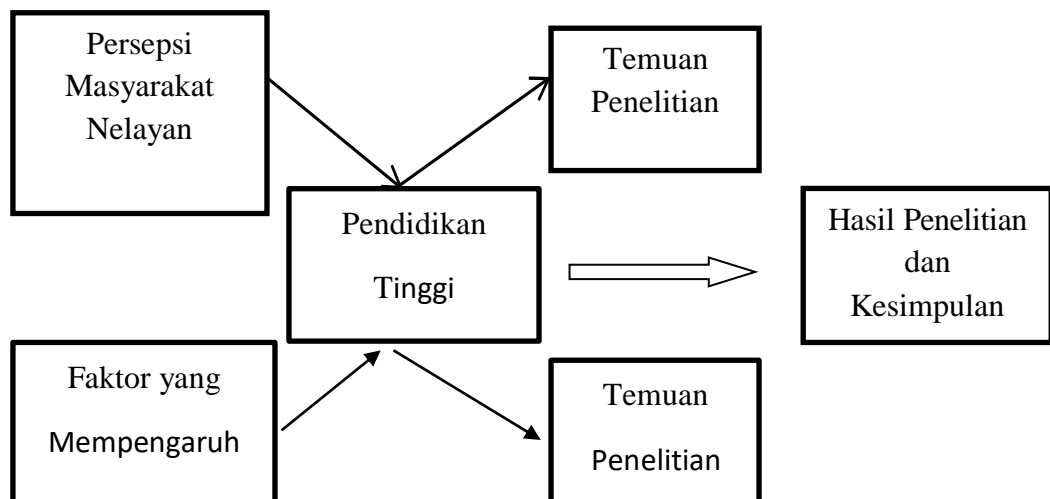 Persepsi
Masyarakat
Nelayan
Temuan
Penelitian
Pendidikan
Tinggi
Hasil Penelitian
dan
Kesimpulan
Faktor yang
Mempengaruh
Temuan
Penelitian